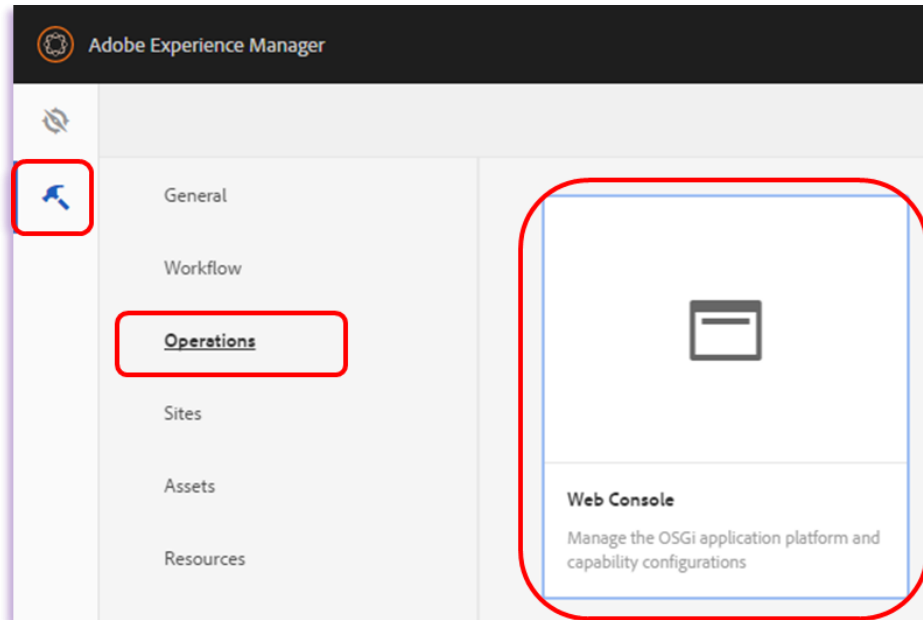 Adobe Experience Manager
General
Workflow
Operations
Sites
Assets
Resources
Web Console
Manage the OSGi application platform and
capability configurations